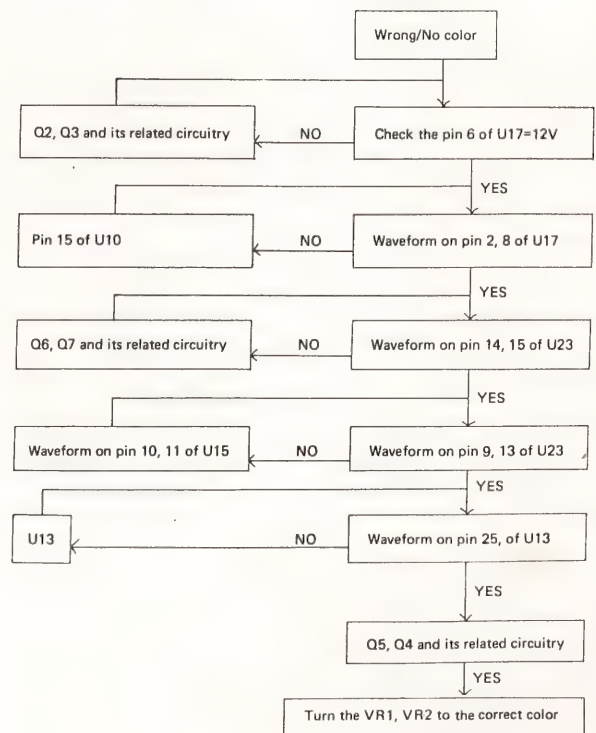 Wrong/No color
Q2, Q3 and its related circuitry
NO
Check the pin 6 of U17=12V
YES
Pin 15 of U10
NO
Waveform on pin 2, 8 of U17
YES
Q6, Q7 and its related circuitry
NO
Waveform on pin 14, 15 of U23
YES
Waveform on pin 10, 11 of U15
NO
Waveform on pin 9, 13 of U23
YES
U13
NO
Waveform on pin 25, of U13
YES
Q5, Q4 and its related circuitry
YES
Turn the VR1, VR2 to the correct color